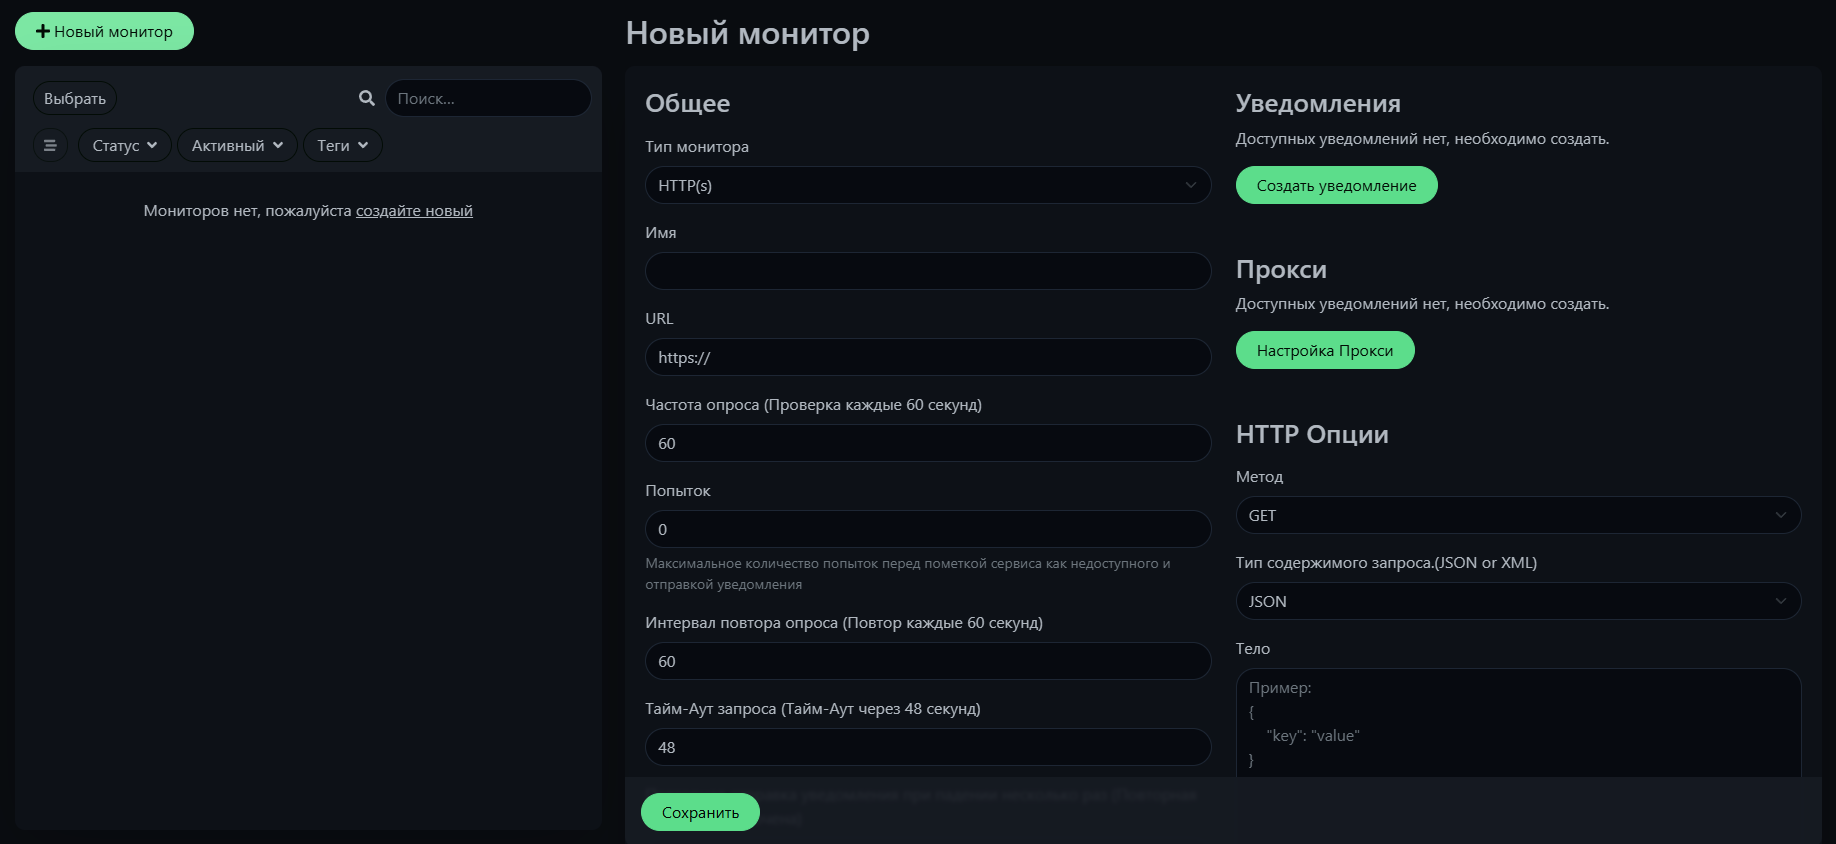 Новый монитор
Выбрать
Поиск...
Статус
Активный
Теги
Мониторов нет, пожалуйста создайте новый
Новый монитор
Общее
Тип монитора
HTTP(s)
Имя
URL
https://
Частота опроса (Проверка каждые 60 секунд)
60
Попыток
0
Максимальное количество попыток перед пометкой сервиса как недоступного и
отправкой уведомления
Интервал повтора опроса (Повтор каждые 60 секунд)
60
Тайм-Аут запроса (Тайм-Аут через 48 секунд)
48
Сохранить
Уведомления
Доступных уведомлений нет, необходимо создать.
Создать уведомление
Прокси
Доступных уведомлений нет, необходимо создать.
Настройка Прокси
HTTP Опции
Метод
GET
Тип содержимого запроса.(JSON or XML)
JSON
Тело
Пример:
{
"key": "value"
}